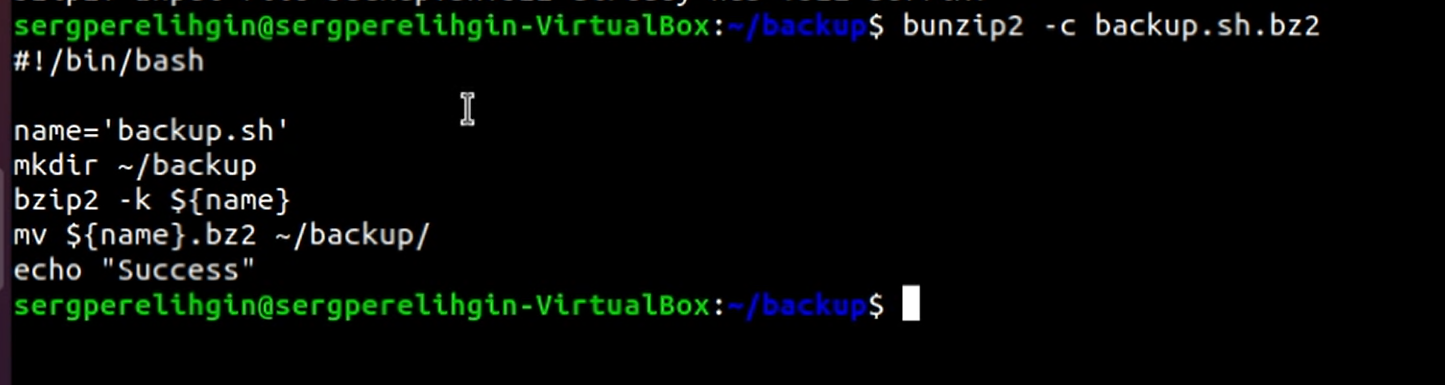 sergperelihgin@sergperelihgin-VirtualBox:~/backup$ bunzip2 -c backup.sh.bz2
#!/bin/bash
name='backup.sh'
mkdir ~/backup
bzip2 -k ${name}
mv ${name}.bz2 ~/backup/
echo "Success"
sergperelihgin@sergperelihgin-VirtualBox:~/backup$